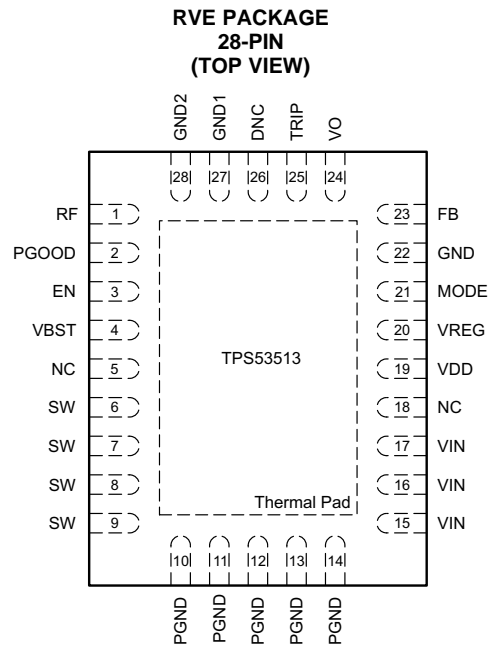 RVE PACKAGE
28-PIN
(TOP VIEW)
GND2
GND1
DNC
TRIP
VO
28
27
26
25
24
RF 1
PGOOD 2
EN 3
VBST 4
NC 5
SW 6
SW 7
SW 8
SW 9
TPS53513
Thermal Pad
23 FB
22 GND
21 MODE
20 VREG
19 VDD
18 NC
17 VIN
16 VIN
15 VIN
10
11
12
13
14
PGND
PGND
PGND
PGND
PGND